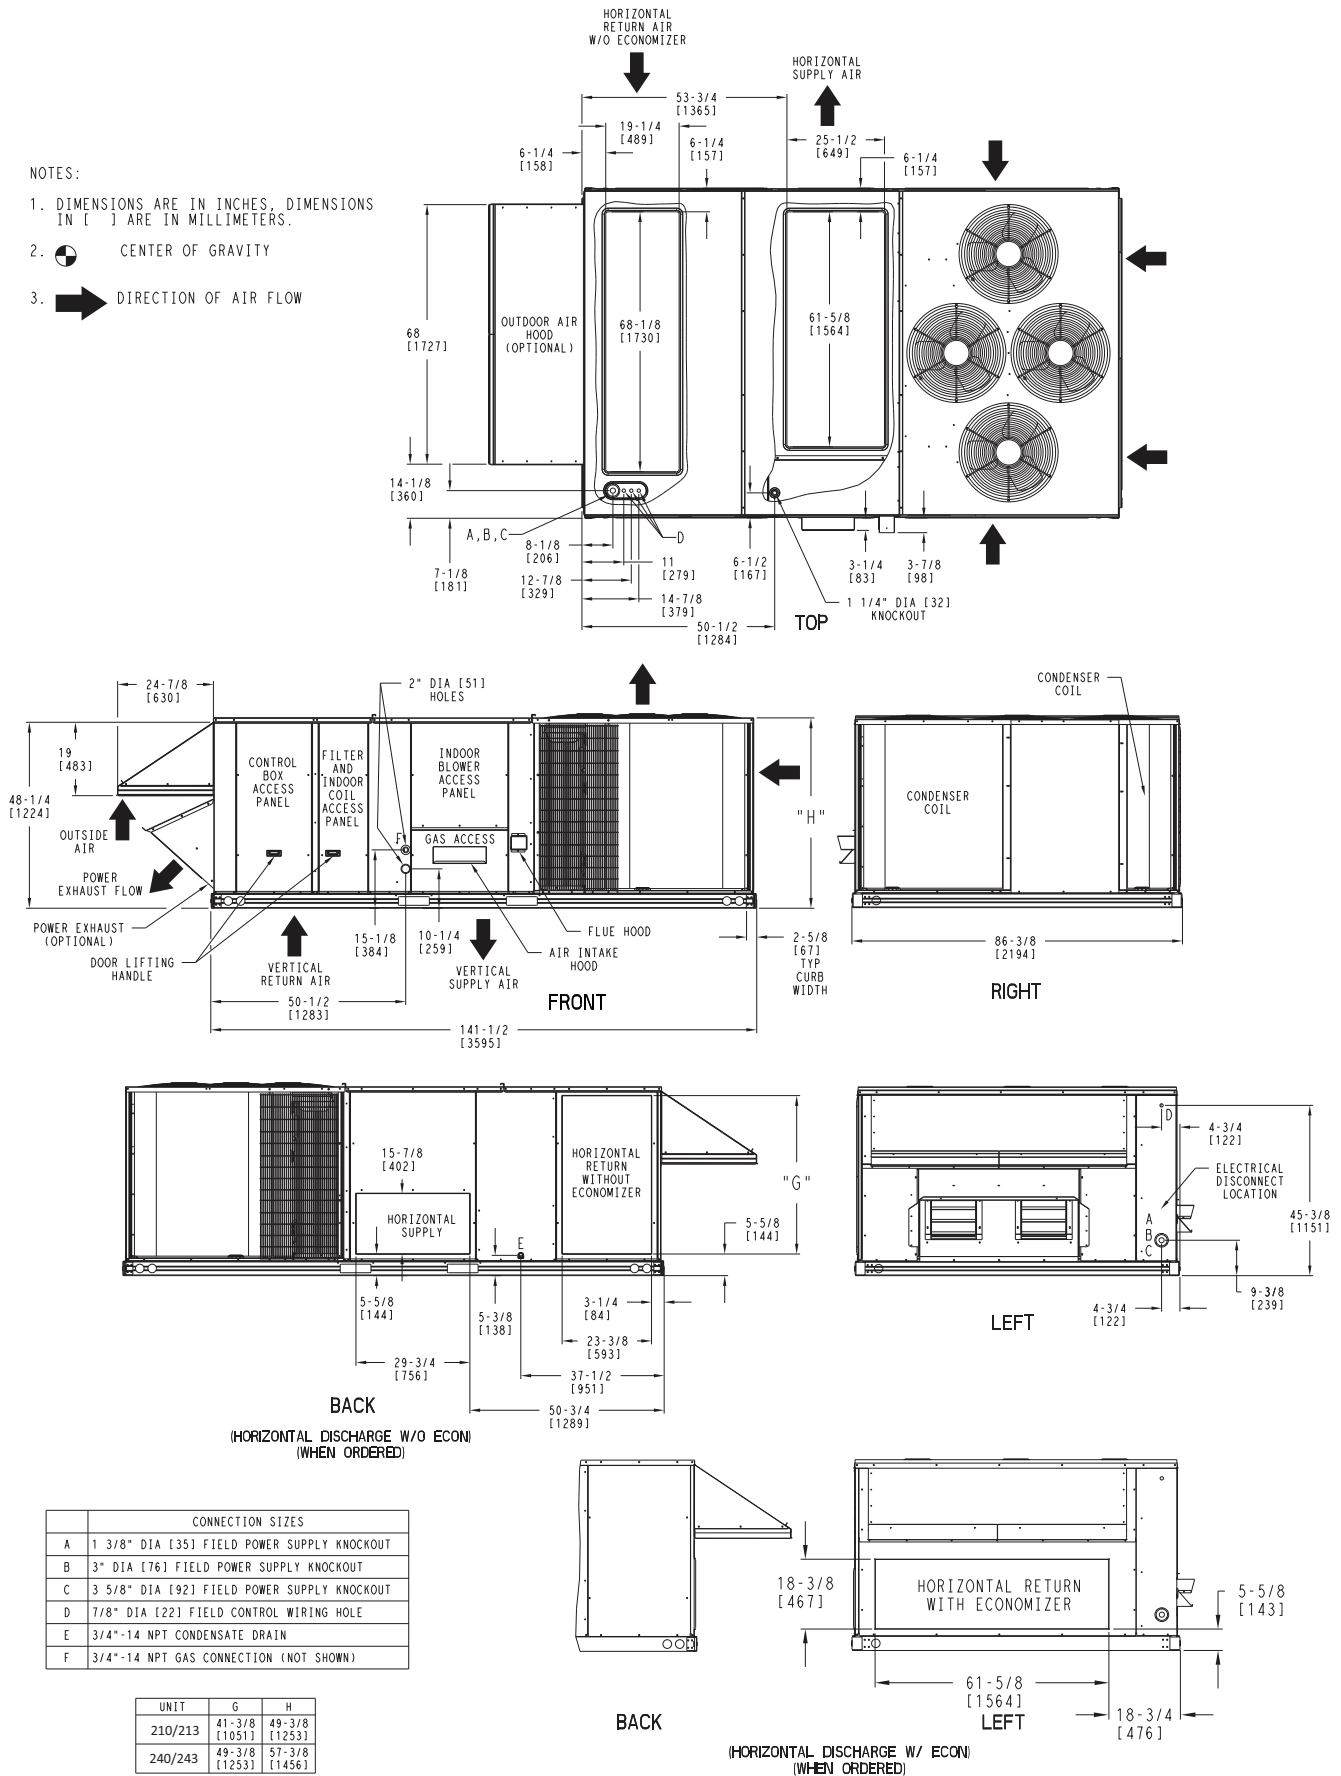 HORIZONTAL
RETURN AIR
W/O ECONOMIZER
HORIZONTAL
SUPPLY AIR
53-3/4
[1365]
19-1/4
[489]
6-1/4
[157]
25-1/2
[649]
6-1/4
[158]
6-1/4
[157]
NOTES:
1. DIMENSIONS ARE IN INCHES, DIMENSIONS
IN [ ] ARE IN MILLIMETERS.
2. CENTER OF GRAVITY
3. DIRECTION OF AIR FLOW
OUTDOOR AIR
HOOD
(OPTIONAL)
68
[1727]
68-1/8
[1730]
61-5/8
[1564]
14-1/8
[360]
A,B,C
D
8-1/8
[206]
11
[279]
6-1/2
[167]
3-1/4
[83]
3-7/8
[98]
7-1/8
[181]
12-7/8
[329]
14-7/8
[379]
1 1/4" DIA [32]
KNOCKOUT
50-1/2
[1284]
TOP
24-7/8
[630]
2" DIA [51]
HOLES
CONDENSER
COIL
19
[483]
48-1/4
[1224]
CONTROL
BOX
ACCESS
PANEL
FILTER
AND
INDOOR
COIL
ACCESS
PANEL
INDOOR
BLOWER
ACCESS
PANEL
"H"
CONDENSER
COIL
OUTSIDE
AIR
F
GAS ACCESS
POWER
EXHAUST FLOW
POWER EXHAUST
(OPTIONAL)
DOOR LIFTING
HANDLE
VERTICAL
RETURN AIR
15-1/8
[384]
10-1/4
[259]
VERTICAL
SUPPLY AIR
FLUE HOOD
AIR INTAKE
HOOD
2-5/8
[67]
TYP
CURB
WIDTH
86-3/8
[2194]
50-1/2
[1283]
FRONT
RIGHT
141-1/2
[3595]
15-7/8
[402]
HORIZONTAL
SUPPLY
HORIZONTAL
RETURN
WITHOUT
ECONOMIZER
"G"
E
5-5/8
[144]
5-5/8
[144]
5-3/8
[138]
3-1/4
[84]
23-3/8
[593]
29-3/4
[756]
37-1/2
[951]
50-3/4
[1289]
BACK
(HORIZONTAL DISCHARGE W/O ECON)
(WHEN ORDERED)
D
4-3/4
[122]
ELECTRICAL
DISCONNECT
LOCATION
A
B
C
45-3/8
[1151]
9-3/8
[239]
4-3/4
[122]
LEFT
CONNECTION SIZES
A 1 3/8" DIA [35] FIELD POWER SUPPLY KNOCKOUT
B 3" DIA [76] FIELD POWER SUPPLY KNOCKOUT
C 3 5/8" DIA [92] FIELD POWER SUPPLY KNOCKOUT
D 7/8" DIA [22] FIELD CONTROL WIRING HOLE
E 3/4"-14 NPT CONDENSATE DRAIN
F 3/4"-14 NPT GAS CONNECTION (NOT SHOWN)
UNIT G H
210/213 41-3/8 [1051] 49-3/8 [1253]
240/243 49-3/8 [1253] 57-3/8 [1456]
18-3/8
[467]
HORIZONTAL RETURN
WITH ECONOMIZER
5-5/8
[143]
61-5/8
[1564]
18-3/4
[476]
BACK
LEFT
(HORIZONTAL DISCHARGE W/ ECON)
(WHEN ORDERED)